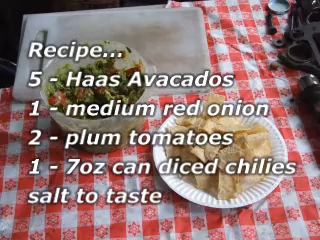 Recipe...
5 - Haas Avacados
1 - medium red onion
2 - plum tomatoes
1 - 7oz can diced chilies
salt to taste